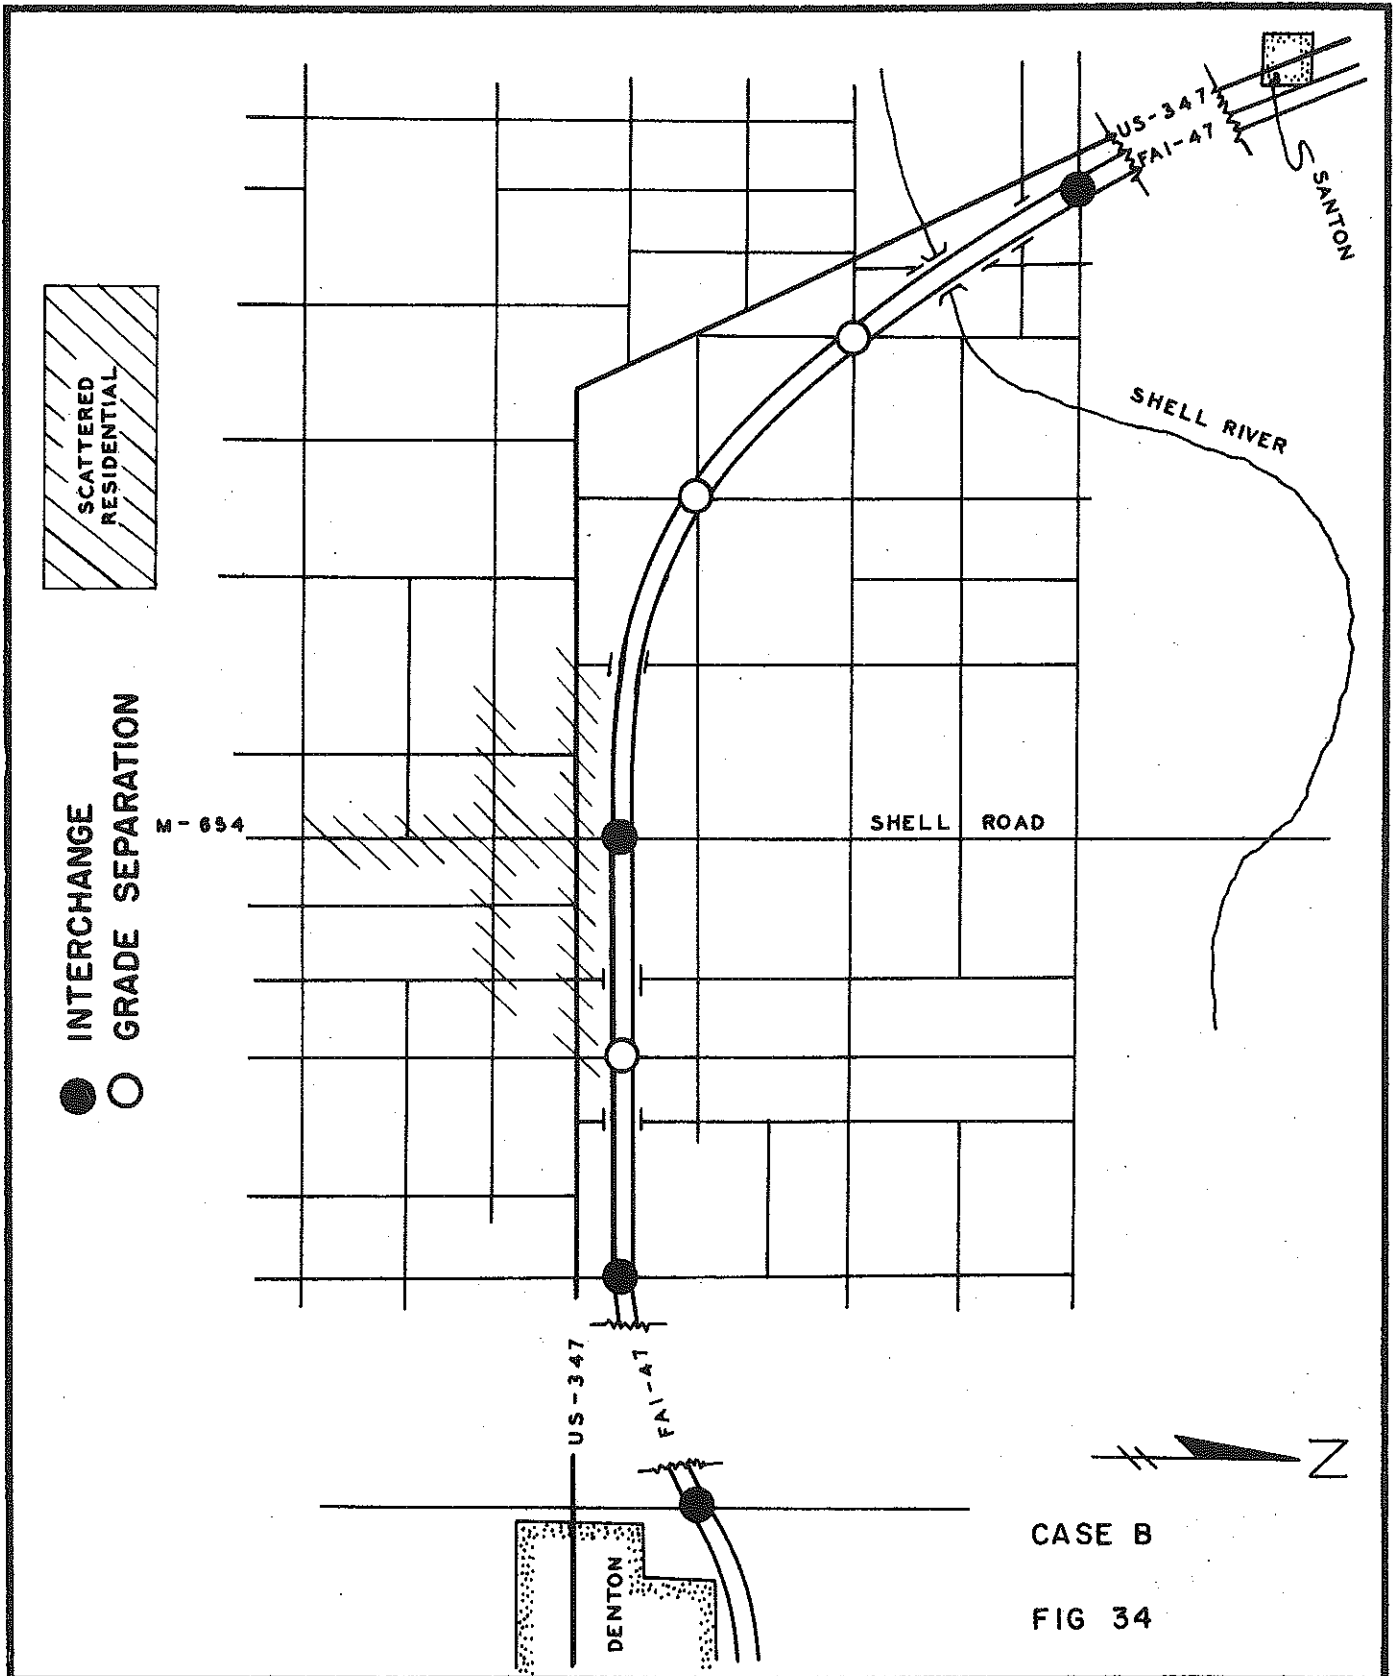 US-347
FAI-47
SANTON
SCATTERED
RESIDENTIAL
SHELL RIVER
INTERCHANGE
GRADE SEPARATION
M-654
SHELL ROAD
US-347
FAI-47
N
DENTON
CASE B
FIG 34